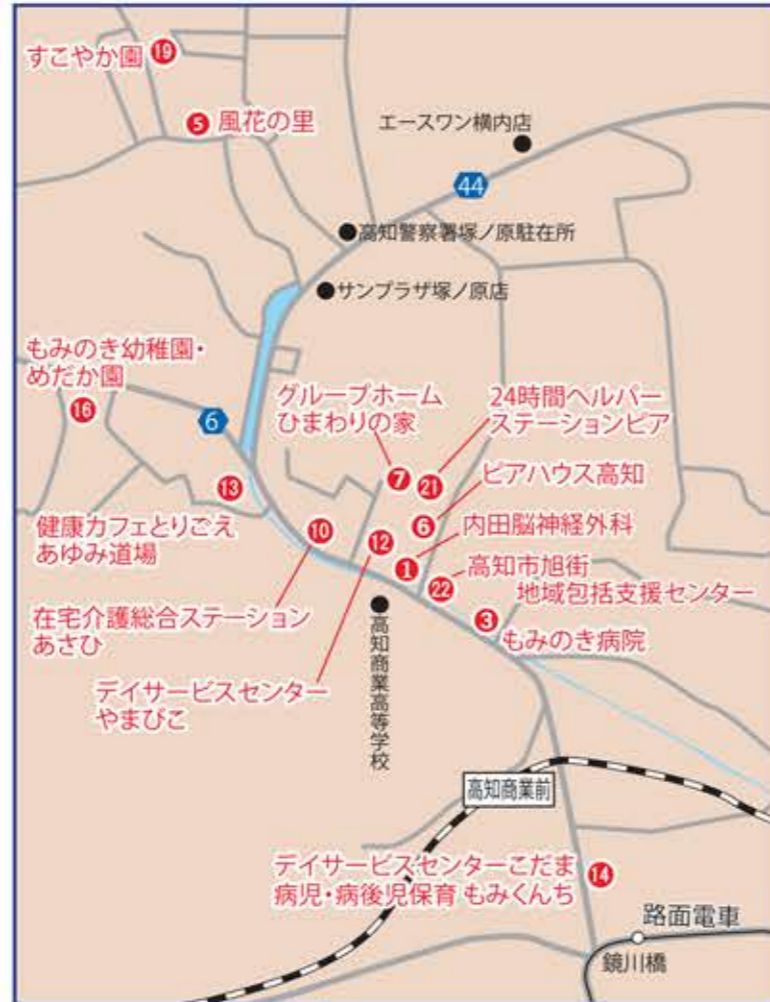 すこやか園 19
5 風花の里
エースワン横内店
44
高知警察署塚ノ原駐在所
サンプラザ塚ノ原店
もみのき幼稚園・
めだか園
16
6
グループホーム
ひまわりの家
7
24時間ヘルパー
ステーションピア
21
13
健康カフェとりごえ
あゆみ道場
10
12
ピアハウス高知
6
内田脳神経外科
1
高知市旭街
地域包括支援センター
22
在宅介護総合ステーション
あさひ
3
もみのき病院
デイサービスセンター
やまびこ
高知商業高等学校
高知商業前
デイサービスセンターこだま
病児・病後児保育 もみくんち
14
路面電車
鏡川橋